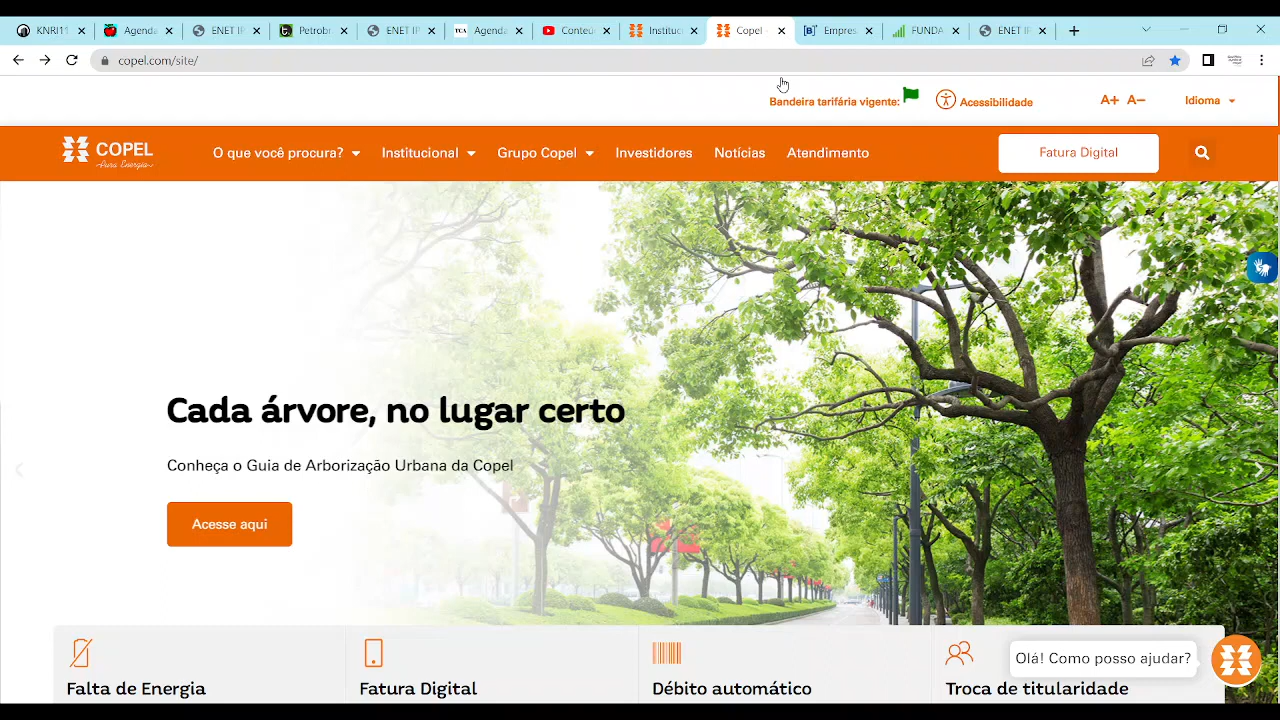 KNRI11
Agenda
ENET IP
Petrob
ENET IP
TCA
Agenda
Conteú
Instituc
Copel
Empres
FUNDA
ENET IP
copel.com/site/
Bandeira tarifária vigente:
Acessibilidade
A+ A−
Idioma
COPEL
Pura Energia
O que você procura?
Institucional
Grupo Copel
Investidores
Notícias
Atendimento
Fatura Digital
Cada árvore, no lugar certo
Conheça o Guia de Arborização Urbana da Copel
Acesse aqui
Olá! Como posso ajudar?
Falta de Energia
Fatura Digital
Débito automático
Troca de titularidade